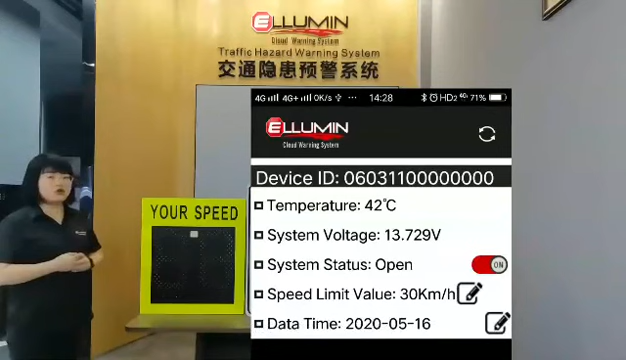 ELLUMIN
Cloud Warning System
Traffic Hazard Warning System
交通隐患预警系统
4G 4G+ 0K/s ··· 14:28 HD2 4G 71%
ELLUMIN
Cloud Warning System
Device ID: 06031100000000
Temperature: 42℃
System Voltage: 13.729V
System Status: Open
ON
Speed Limit Value: 30Km/h
Data Time: 2020-05-16
YOUR SPEED